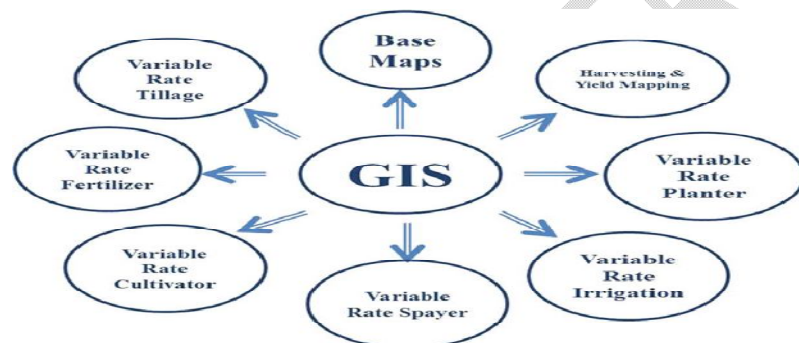 Base
Maps
Variable
Rate
Tillage
Harvesting &
Yield Mapping
Variable
Rate
Fertilizer
GIS
Variable
Rate
Planter
Variable
Rate
Cultivator
Variable
Rate
Irrigation
Variable
Rate Spayer